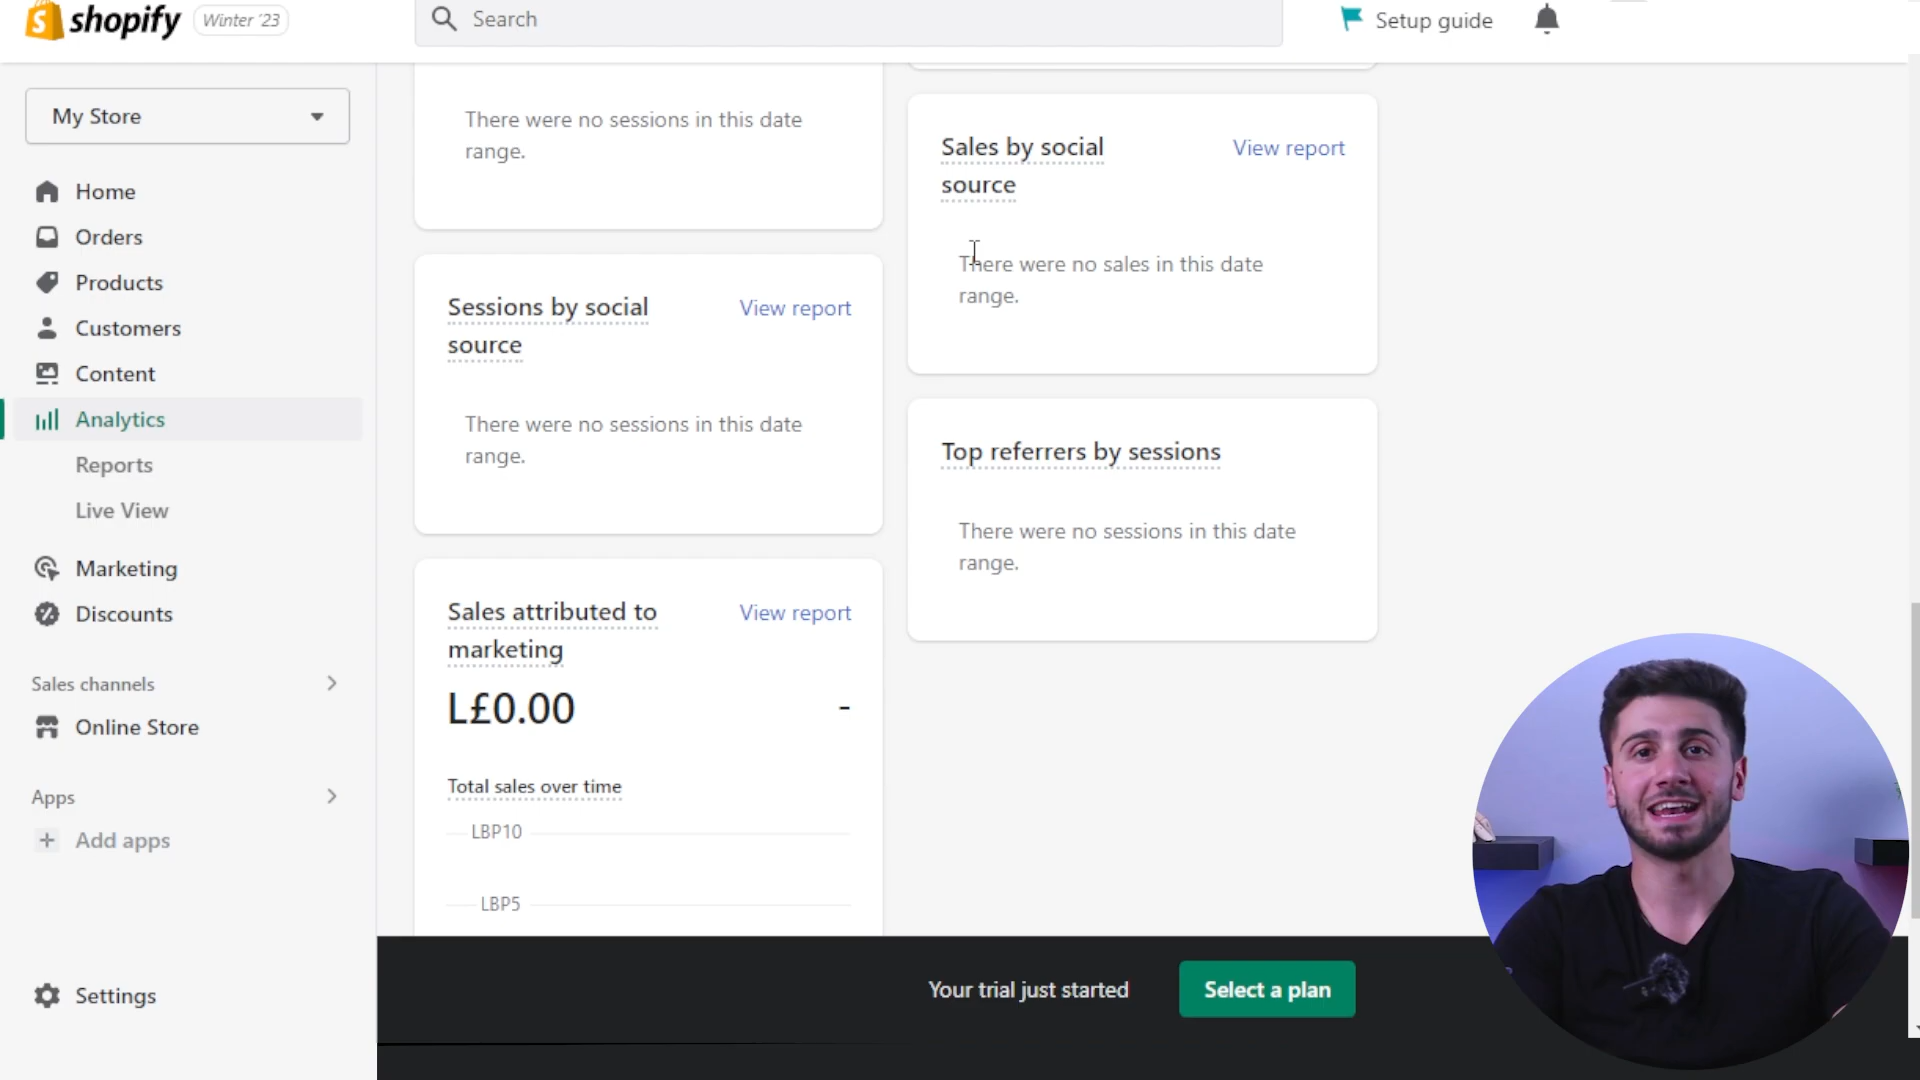 shopify
Winter '23
Search
Setup guide
My Store
Home
Orders
Products
Customers
Content
Analytics
Reports
Live View
Marketing
Discounts
Sales channels
Online Store
Apps
Add apps
Settings
There were no sessions in this date
range.
Sessions by social
source
View report
There were no sessions in this date
range.
Sales attributed to
marketing
View report
L£0.00
-
Total sales over time
LBP10
LBP5
Sales by social
source
View report
There were no sales in this date
range.
Top referrers by sessions
There were no sessions in this date
range.
Your trial just started
Select a plan